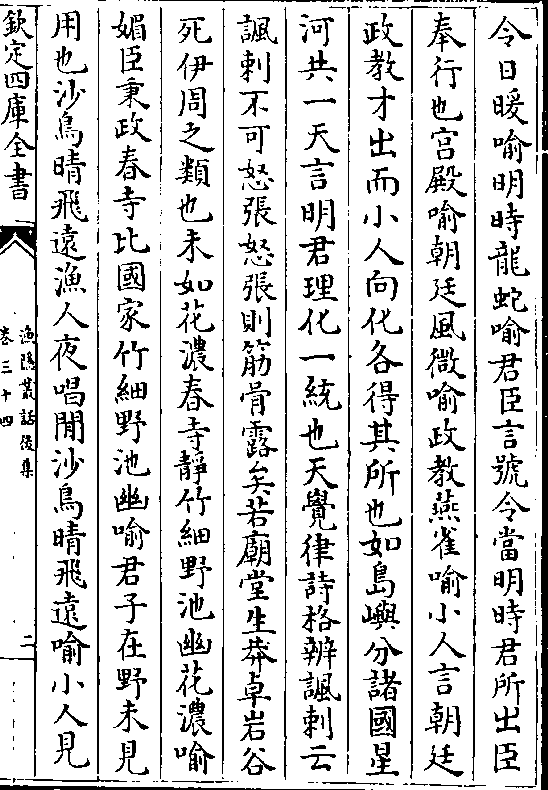 令日暖喻明時龍蛇喻君臣言號令當明時君所出臣
奉行也宫殿喻朝廷風微喻政教燕雀喻小人言朝廷
政教才出而小人向化各得其所也如島嶼分諸國星
河共一天言明君理化一統也天覺律詩格辨諷刺云
諷刺不可怒張怒張則筋骨露矣若廟堂生莽卓岩谷
死伊周之類也未如花濃春寺靜竹細野池幽花濃喻
媚臣秉政春寺比國家竹細野池幽喻君子在野未見
用也沙鳥晴飛遠漁人夜唱閒沙鳥晴飛遠喻小人見
欽定四庫全書
漁隱叢話後集
卷三十四
二